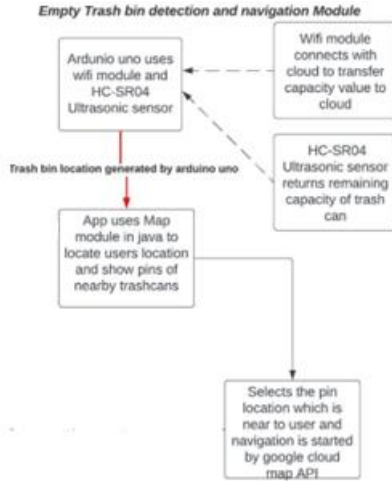 Empty Trash bin detection and navigation Module
Ardunio uno uses
wifi module and
HC-SR04
Ultrasonic sensor
Wifi module
connects with
cloud to transfer
capacity value to
cloud
HC-SR04
Ultrasonic sensor
returns remaining
capacity of trash
can
Trash bin location generated by arduino uno
App uses Map
module in java to
locate users location
and show pins of
nearby trashcans
Selects the pin
location which is
near to user and
navigation is started
by google cloud
map API